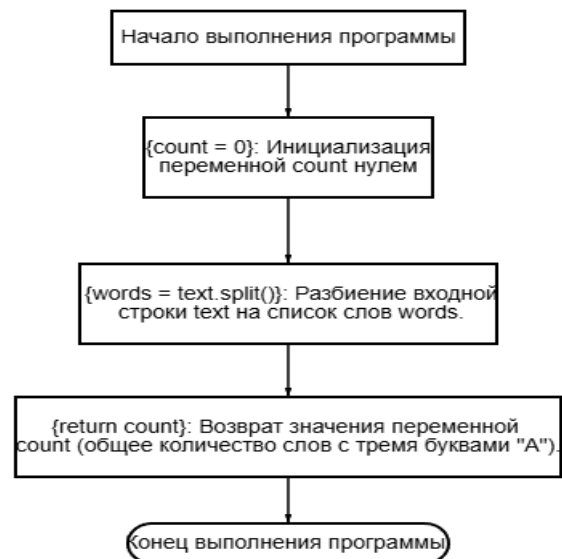 Начало выполнения программы
{count = 0}: Инициализация
переменной count нулем
{words = text.split()}: Разбиение входной
строки text на список слов words.
{return count}: Возврат значения переменной
count (общее количество слов с тремя буквами "А").
Конец выполнения программы